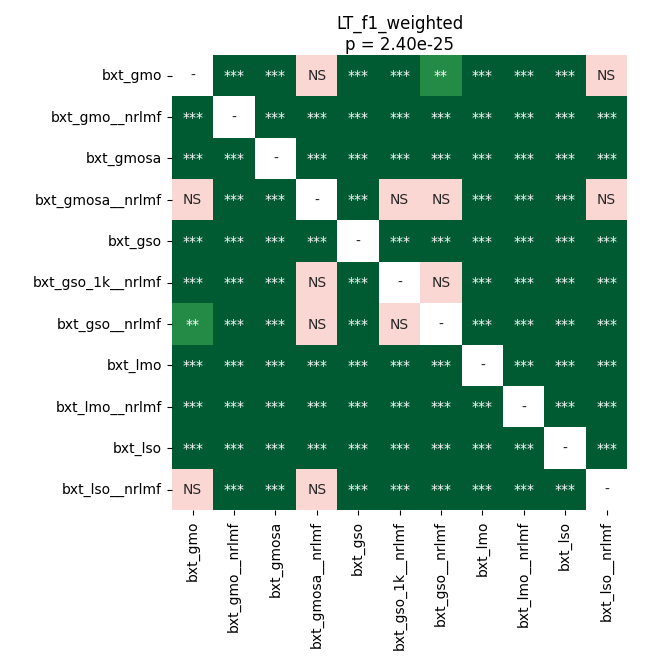 LT_f1_weighted
p = 2.40e-25
bxt_gmo - *** *** NS *** *** ** *** *** *** NS
bxt_gmo__nrlmf *** - *** *** *** *** *** *** *** *** ***
bxt_gmosa *** *** - *** *** *** *** *** *** *** ***
bxt_gmosa__nrlmf NS *** *** - *** NS NS *** *** *** NS
bxt_gso *** *** *** *** - *** *** *** *** *** ***
bxt_gso_1k__nrlmf *** *** *** NS *** - NS *** *** *** ***
bxt_gso__nrlmf ** *** *** NS *** NS - *** *** *** ***
bxt_lmo *** *** *** *** *** *** *** - *** *** ***
bxt_lmo__nrlmf *** *** *** *** *** *** *** *** - *** ***
bxt_lso *** *** *** *** *** *** *** *** *** - ***
bxt_lso__nrlmf NS *** *** NS *** *** *** *** *** *** -
bxt_gmo
bxt_gmo__nrlmf
bxt_gmosa
bxt_gmosa__nrlmf
bxt_gso
bxt_gso_1k__nrlmf
bxt_gso__nrlmf
bxt_lmo
bxt_lmo__nrlmf
bxt_lso
bxt_lso__nrlmf